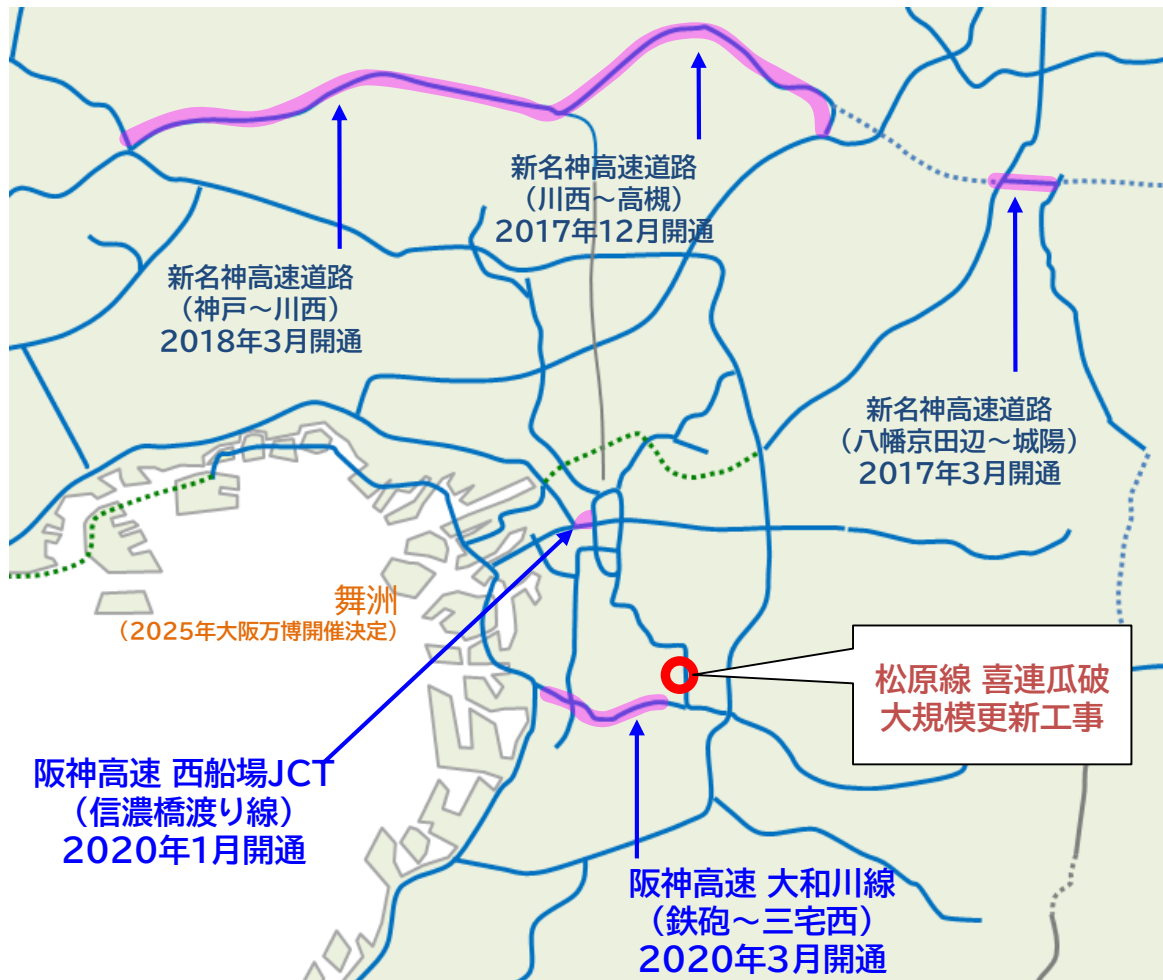 新名神高速道路
（川西～高槻）
2017年12月開通
新名神高速道路
（神戸～川西）
2018年3月開通
新名神高速道路
（八幡京田辺～城陽）
2017年3月開通
舞洲
（2025年大阪万博開催決定）
松原線 喜連瓜破
大規模更新工事
阪神高速 西船場JCT
（信濃橋渡り線）
2020年1月開通
阪神高速 大和川線
（鉄砲～三宅西）
2020年3月開通